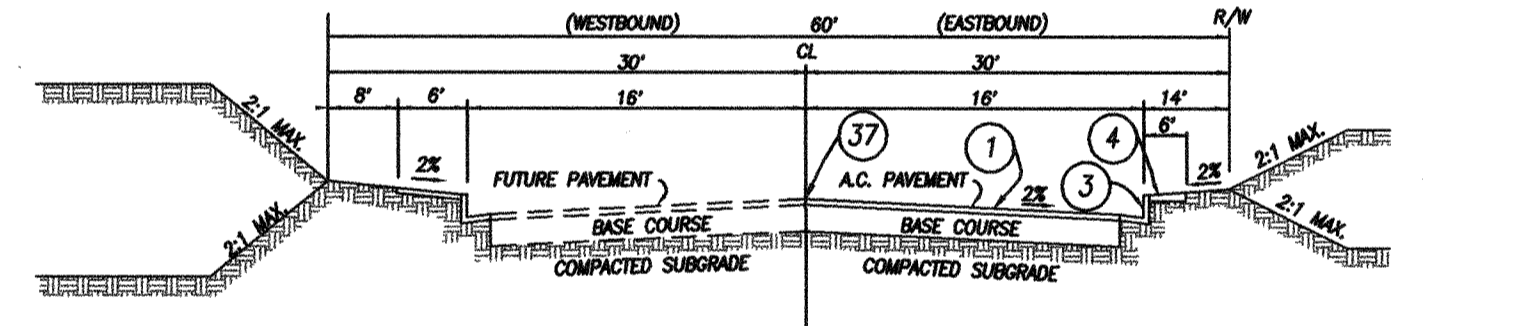 (WESTBOUND) 60' (EASTBOUND) R/W
CL
30' 30'
8' 6' 16' 16' 14'
37 1 4 6'
2:1 MAX. 2% FUTURE PAVEMENT A.C. PAVEMENT 3 2% 2:1 MAX.
2:1 MAX. BASE COURSE BASE COURSE 2% 2:1 MAX.
COMPACTED SUBGRADE COMPACTED SUBGRADE